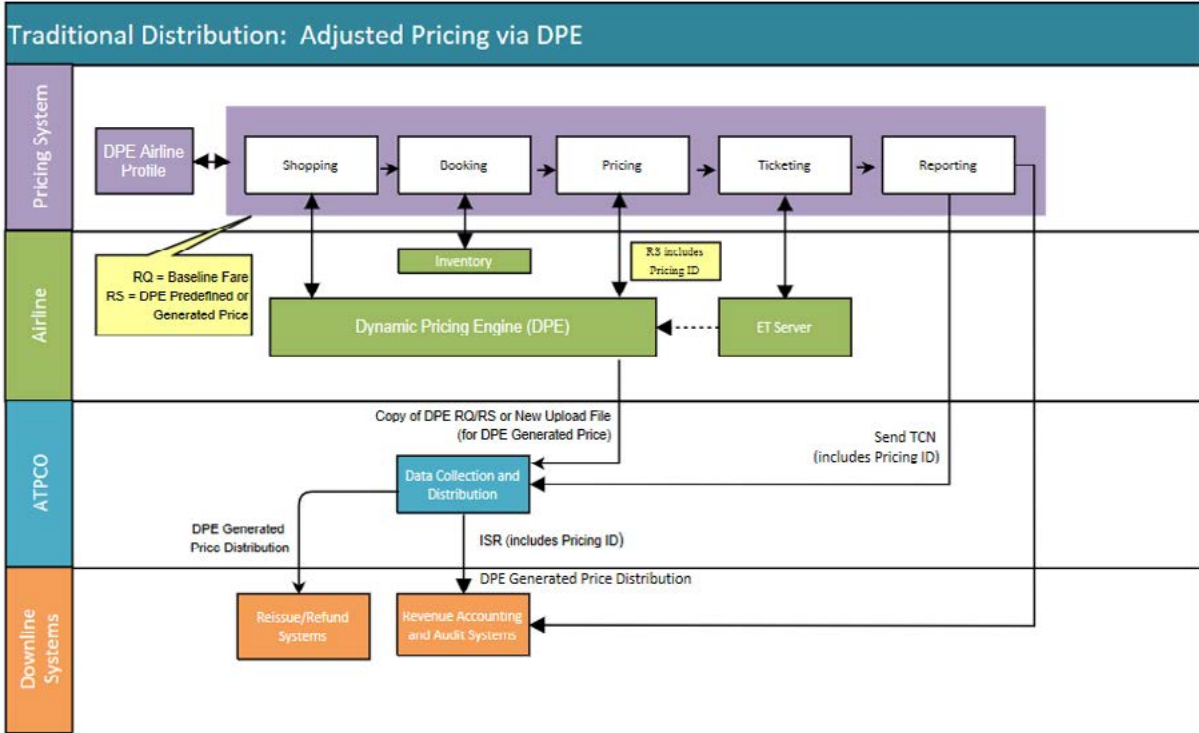 Traditional Distribution: Adjusted Pricing via DPE
Pricing System
DPE Airline
Profile
Shopping
Booking
Pricing
Ticketing
Reporting
Airline
RQ = Baseline Fare
RS = DPE Predefined or
Generated Price
Inventory
RS includes
Pricing ID
Dynamic Pricing Engine (DPE)
ET Server
ATPCO
Copy of DPE RQ/RS or New Upload File
(for DPE Generated Price)
Send TCN
(includes Pricing ID)
Data Collection and
Distribution
DPE Generated
Price Distribution
ISR (includes Pricing ID)
Downline
Systems
DPE Generated Price Distribution
Reissue/Refund
Systems
Revenue Accounting
and Audit Systems